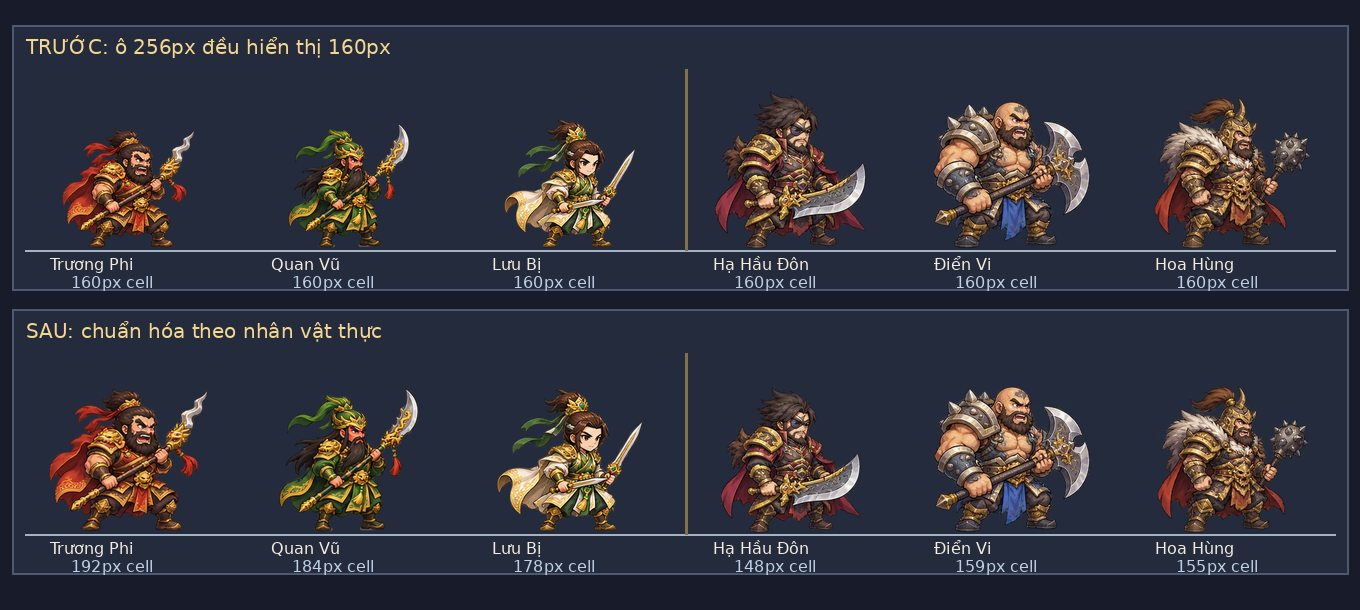 TRƯỚC: ô 256px đều hiển thị 160px
Trương Phi
160px cell
Quan Vũ
160px cell
Lưu Bị
160px cell
Hạ Hầu Đôn
160px cell
Điển Vi
160px cell
Hoa Hùng
160px cell
SAU: chuẩn hóa theo nhân vật thực
Trương Phi
192px cell
Quan Vũ
184px cell
Lưu Bị
178px cell
Hạ Hầu Đôn
148px cell
Điển Vi
159px cell
Hoa Hùng
155px cell